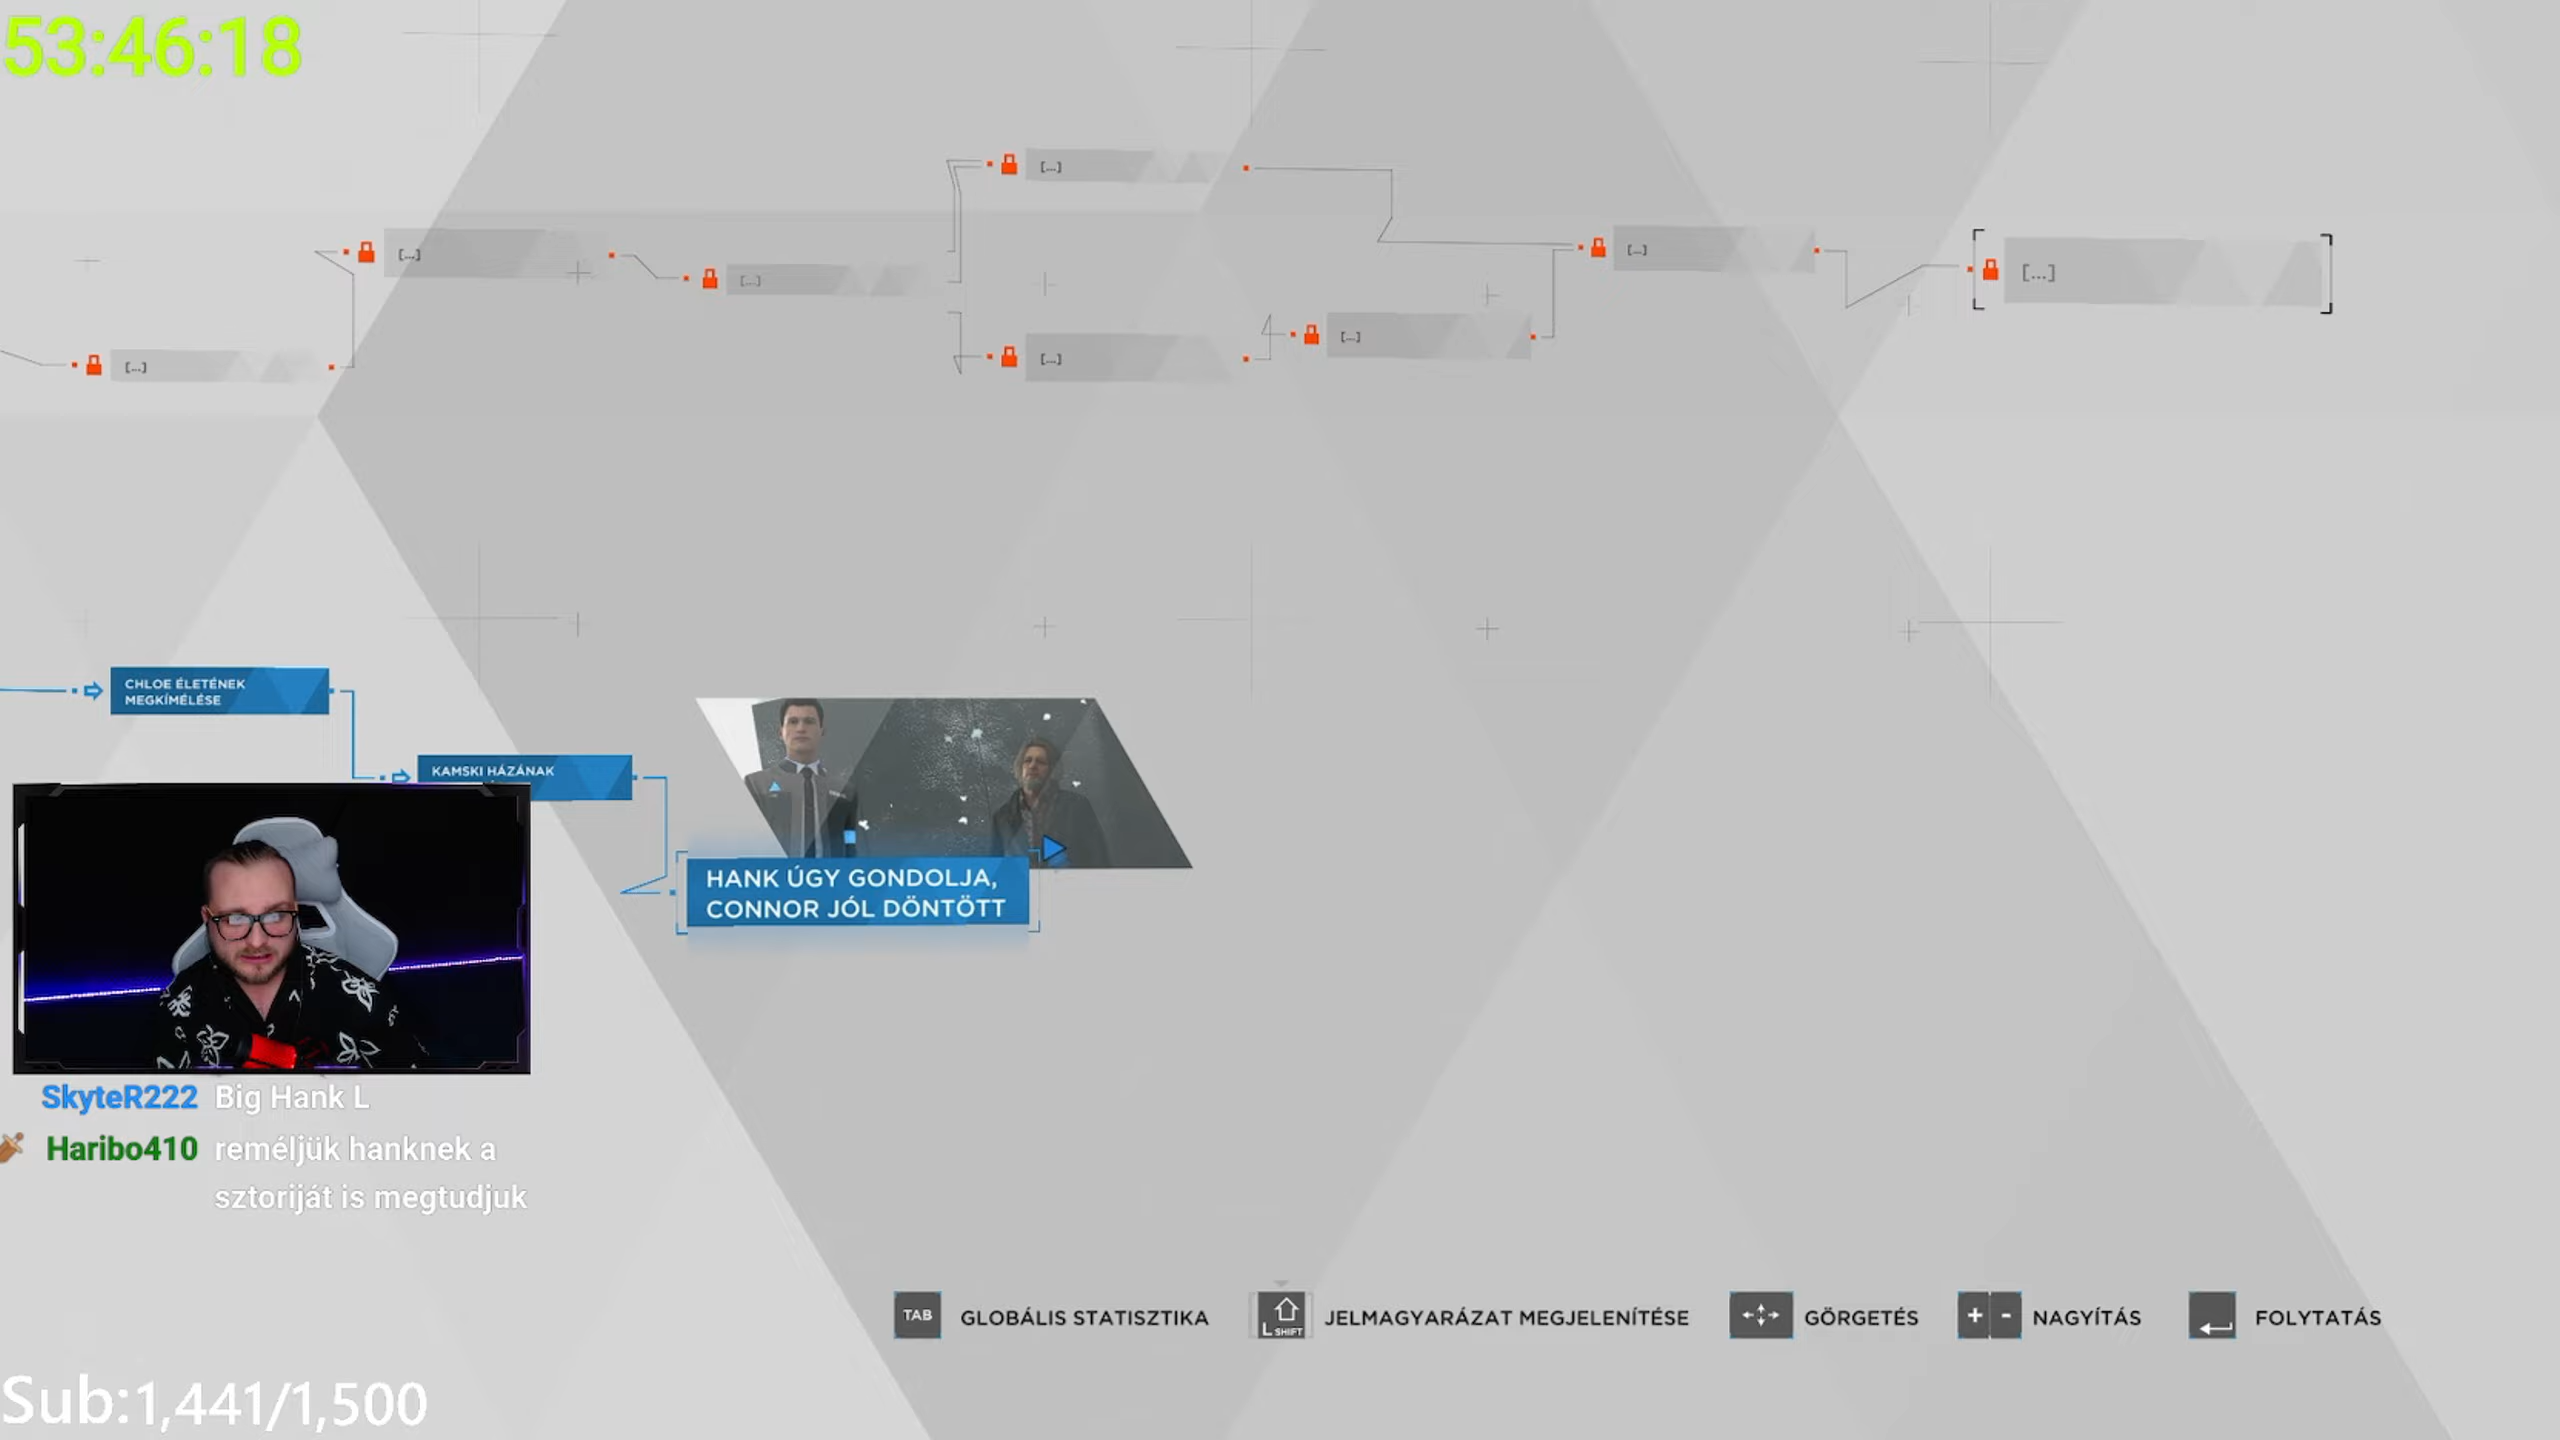 53:46:18
[...]
[...]
[...]
[...]
[...]
[...]
[...]
[...]
CHLOE ÉLETÉNEK
MEGKÍMÉLÉSE
KAMSKI HÁZÁNAK
HANK ÚGY GONDOLJA,
CONNOR JÓL DÖNTÖTT
SkyteR222 Big Hank L
Haribo410 reméljük hanknek a
sztoriját is megtudjuk
TAB GLOBÁLIS STATISZTIKA L SHIFT JELMAGYARÁZAT MEGJELENÍTÉSE GÖRGETÉS + - NAGYÍTÁS FOLYTATÁS
Sub:1,441/1,500